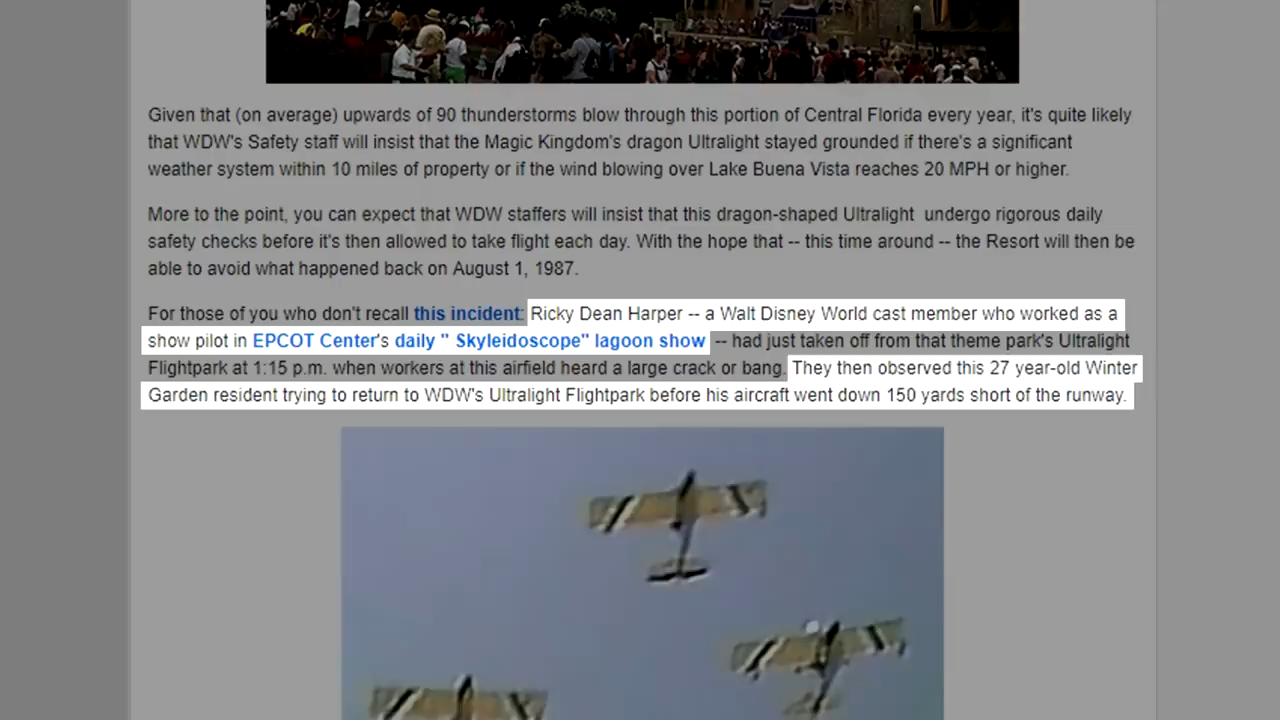 Given that (on average) upwards of 90 thunderstorms blow through this portion of Central Florida every year, it's quite likely
that WDW's Safety staff will insist that the Magic Kingdom's dragon Ultralight stayed grounded if there's a significant
weather system within 10 miles of property or if the wind blowing over Lake Buena Vista reaches 20 MPH or higher.
More to the point, you can expect that WDW staffers will insist that this dragon-shaped Ultralight undergo rigorous daily
safety checks before it's then allowed to take flight each day. With the hope that -- this time around -- the Resort will then be
able to avoid what happened back on August 1, 1987.
For those of you who don't recall this incident: Ricky Dean Harper -- a Walt Disney World cast member who worked as a
show pilot in EPCOT Center's daily " Skyleidoscope" lagoon show -- had just taken off from that theme park's Ultralight
Flightpark at 1:15 p.m. when workers at this airfield heard a large crack or bang. They then observed this 27 year-old Winter
Garden resident trying to return to WDW's Ultralight Flightpark before his aircraft went down 150 yards short of the runway.